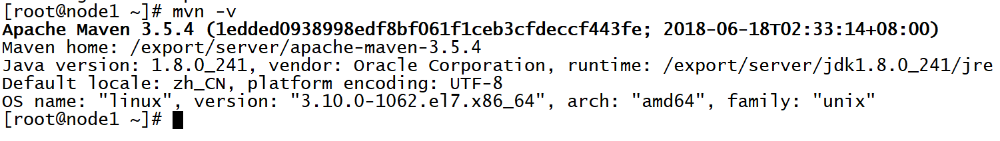 [root@node1 ~]# mvn -v
Apache Maven 3.5.4 (1edded0938998edf8bf061f1ceb3cfdeccf443fe; 2018-06-18T02:33:14+08:00)
Maven home: /export/server/apache-maven-3.5.4
Java version: 1.8.0_241, vendor: Oracle Corporation, runtime: /export/server/jdk1.8.0_241/jre
Default locale: zh_CN, platform encoding: UTF-8
OS name: "linux", version: "3.10.0-1062.el7.x86_64", arch: "amd64", family: "unix"
[root@node1 ~]#